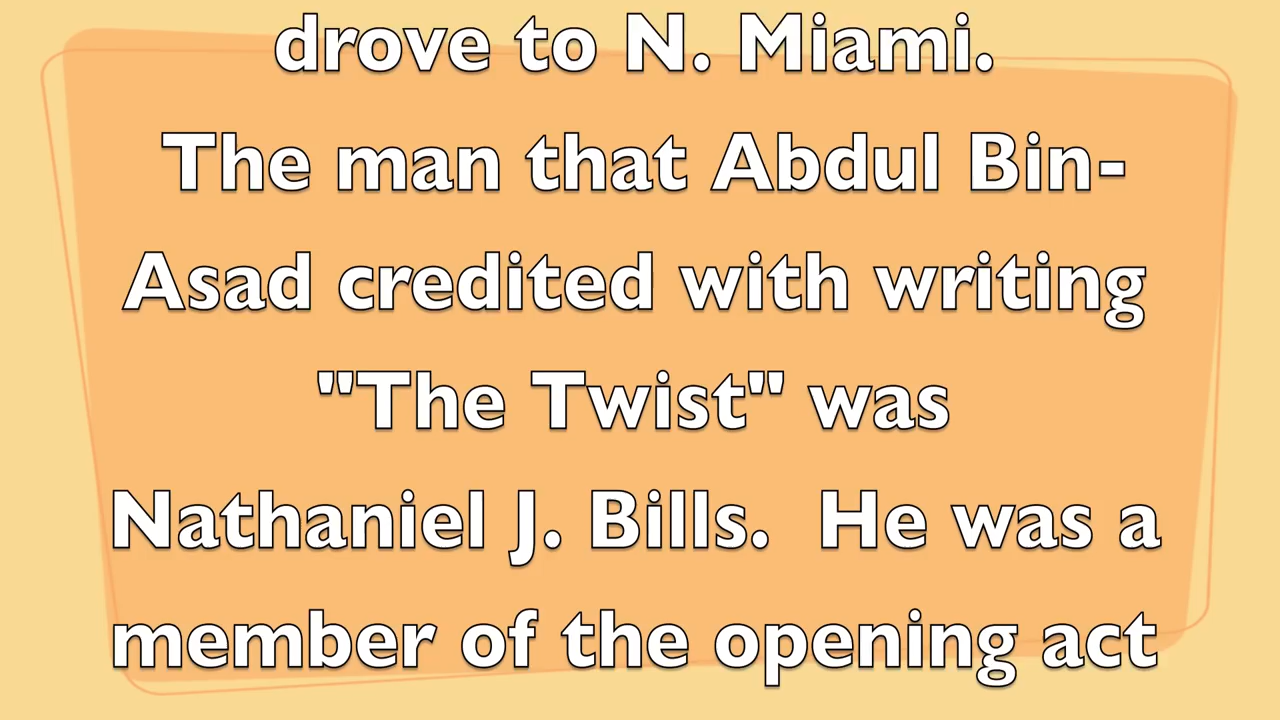 drove to N. Miami.
The man that Abdul Bin-
Asad credited with writing
"The Twist" was
Nathaniel J. Bills.  He was a
member of the opening act